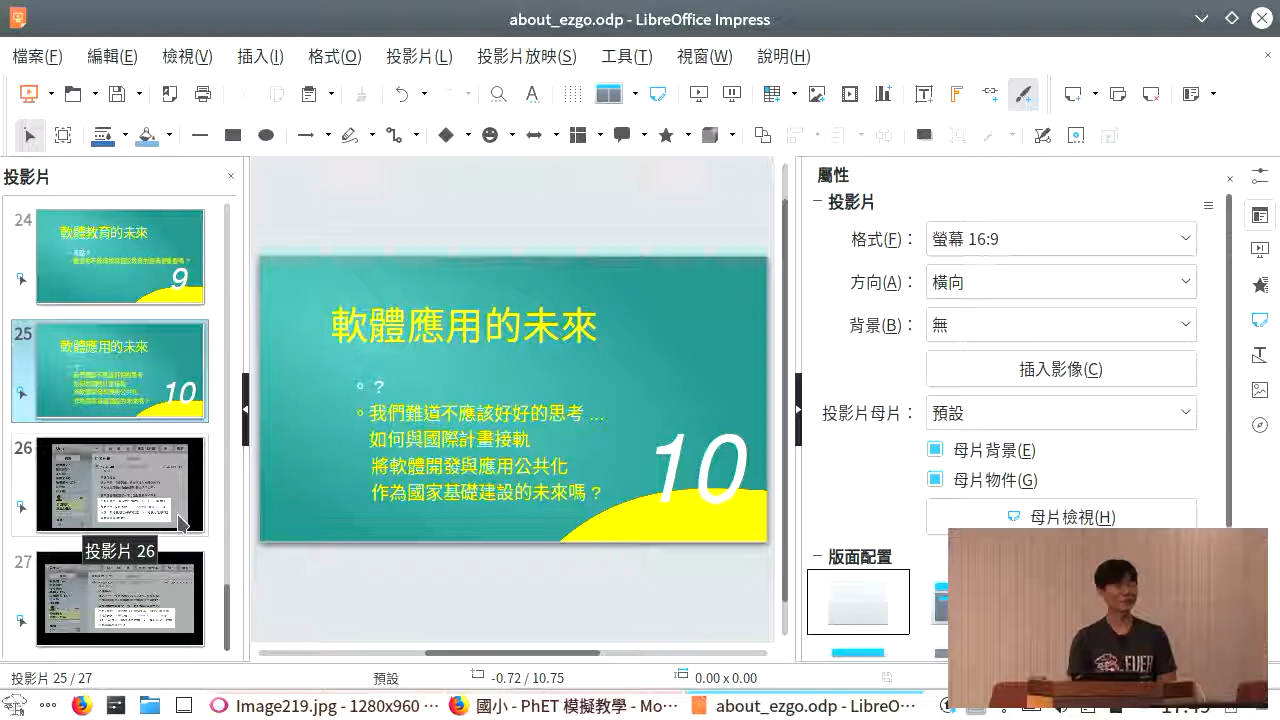 about_ezgo.odp - LibreOffice Impress
檔案(F) 編輯(E) 檢視(V) 插入(I) 格式(O) 投影片(L) 投影片放映(S) 工具(T) 視窗(W) 說明(H)
投影片
24
軟體教育的未來
9
25
軟體應用的未來
10
26
投影片 26
27
軟體應用的未來
?
我們難道不應該好好的思考 ...
如何與國際計畫接軌
將軟體開發與應用公共化
作為國家基礎建設的未來嗎？
10
屬性
投影片
格式(F)： 螢幕 16:9
方向(A)： 橫向
背景(B)： 無
插入影像(C)
投影片母片： 預設
母片背景(E)
母片物件(G)
母片檢視(H)
版面配置
投影片 25 / 27 預設 -0.72 / 10.75 0.00 x 0.00
Image219.jpg - 1280x960 ... 國小 - PhET 模擬教學 - Mo... about_ezgo.odp - LibreO...